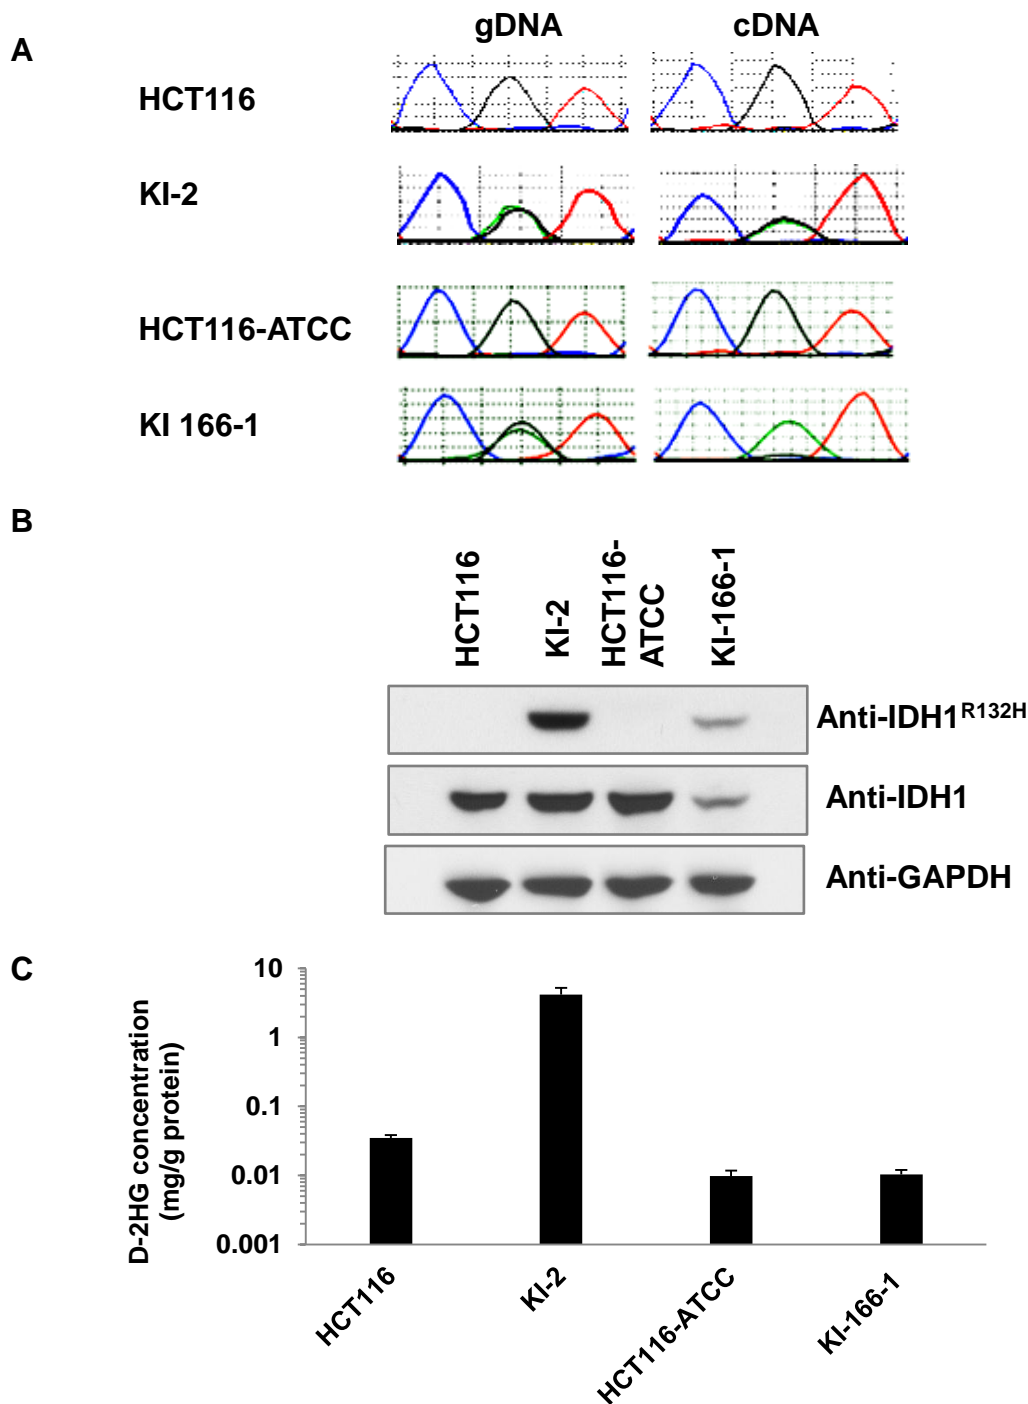 A
gDNA
cDNA
HCT116
KI-2
HCT116-ATCC
KI 166-1
B
HCT116
KI-2
HCT116-
ATCC
KI-166-1
Anti-IDH1R132H
Anti-IDH1
Anti-GAPDH
C
D-2HG concentration
(mg/g protein)
10
1
0.1
0.01
0.001
HCT116
KI-2
HCT116-ATCC
KI-166-1